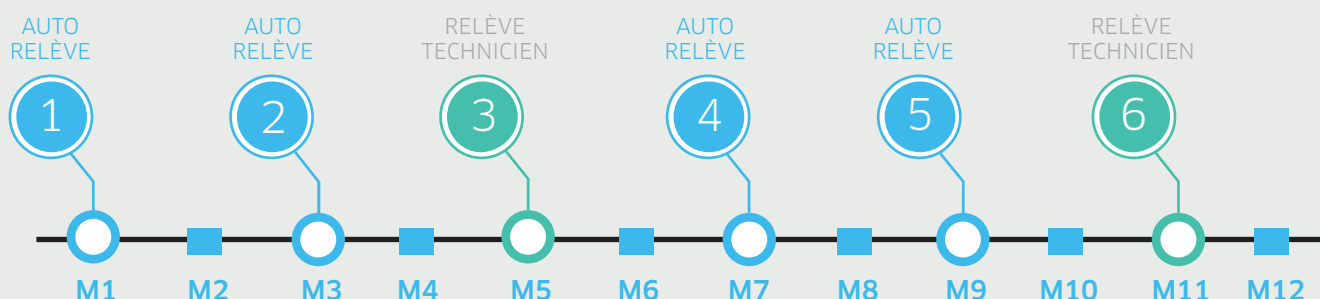 AUTO
RELÈVE
AUTO
RELÈVE
RELÈVE
TECHNICIEN
AUTO
RELÈVE
AUTO
RELÈVE
RELÈVE
TECHNICIEN
1
2
3
4
5
6
M1 M2 M3 M4 M5 M6 M7 M8 M9 M10 M11 M12